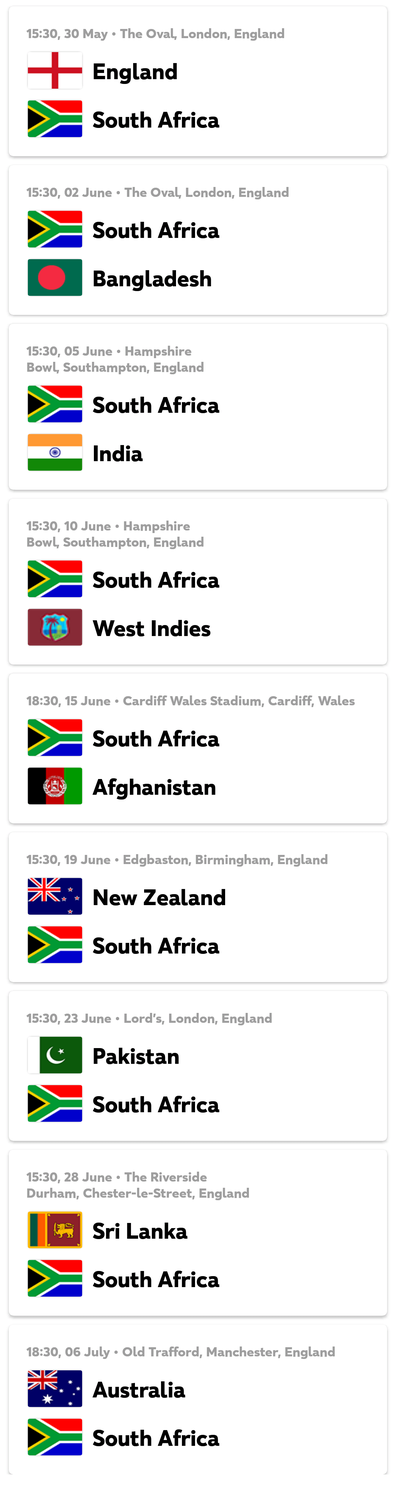 15:30, 30 May • The Oval, London, England
England
South Africa
15:30, 02 June • The Oval, London, England
South Africa
Bangladesh
15:30, 05 June • Hampshire
Bowl, Southampton, England
South Africa
India
15:30, 10 June • Hampshire
Bowl, Southampton, England
South Africa
West Indies
18:30, 15 June • Cardiff Wales Stadium, Cardiff, Wales
South Africa
Afghanistan
15:30, 19 June • Edgbaston, Birmingham, England
New Zealand
South Africa
15:30, 23 June • Lord's, London, England
Pakistan
South Africa
15:30, 28 June • The Riverside
Durham, Chester-le-Street, England
Sri Lanka
South Africa
18:30, 06 July • Old Trafford, Manchester, England
Australia
South Africa